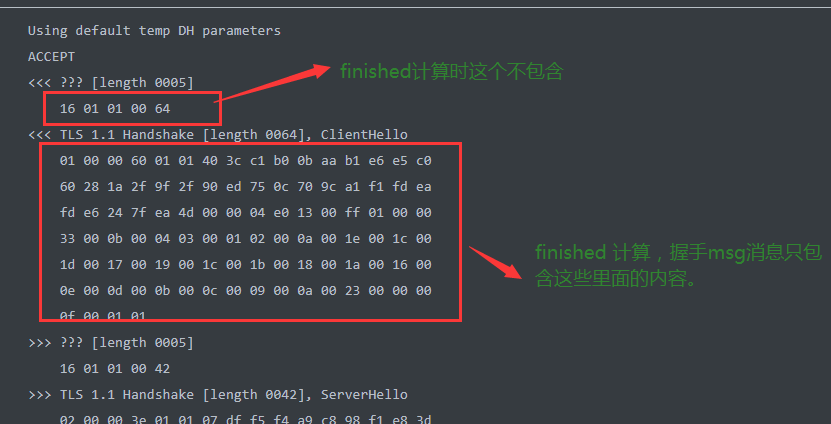 Using default temp DH parameters
ACCEPT
<<< ??? [length 0005]
finished计算时这个不包含
16 01 01 00 64
<<< TLS 1.1 Handshake [length 0064], ClientHello
01 00 00 60 01 01 40 3c c1 b0 0b aa b1 e6 e5 c0
60 28 1a 2f 9f 2f 90 ed 75 0c 70 9c a1 f1 fd ea
fd e6 24 7f ea 4d 00 00 04 e0 13 00 ff 01 00 00
33 00 0b 00 04 03 00 01 02 00 0a 00 1e 00 1c 00
finished 计算，握手msg消息只包
1d 00 17 00 19 00 1c 00 1b 00 18 00 1a 00 16 00
含这些里面的内容。
0e 00 0d 00 0b 00 0c 00 09 00 0a 00 23 00 00 00
0f 00 01 01
>>> ??? [length 0005]
16 01 01 00 42
>>> TLS 1.1 Handshake [length 0042], ServerHello
02 00 00 3e 01 01 07 df f5 f4 a9 c8 98 f1 e8 3d